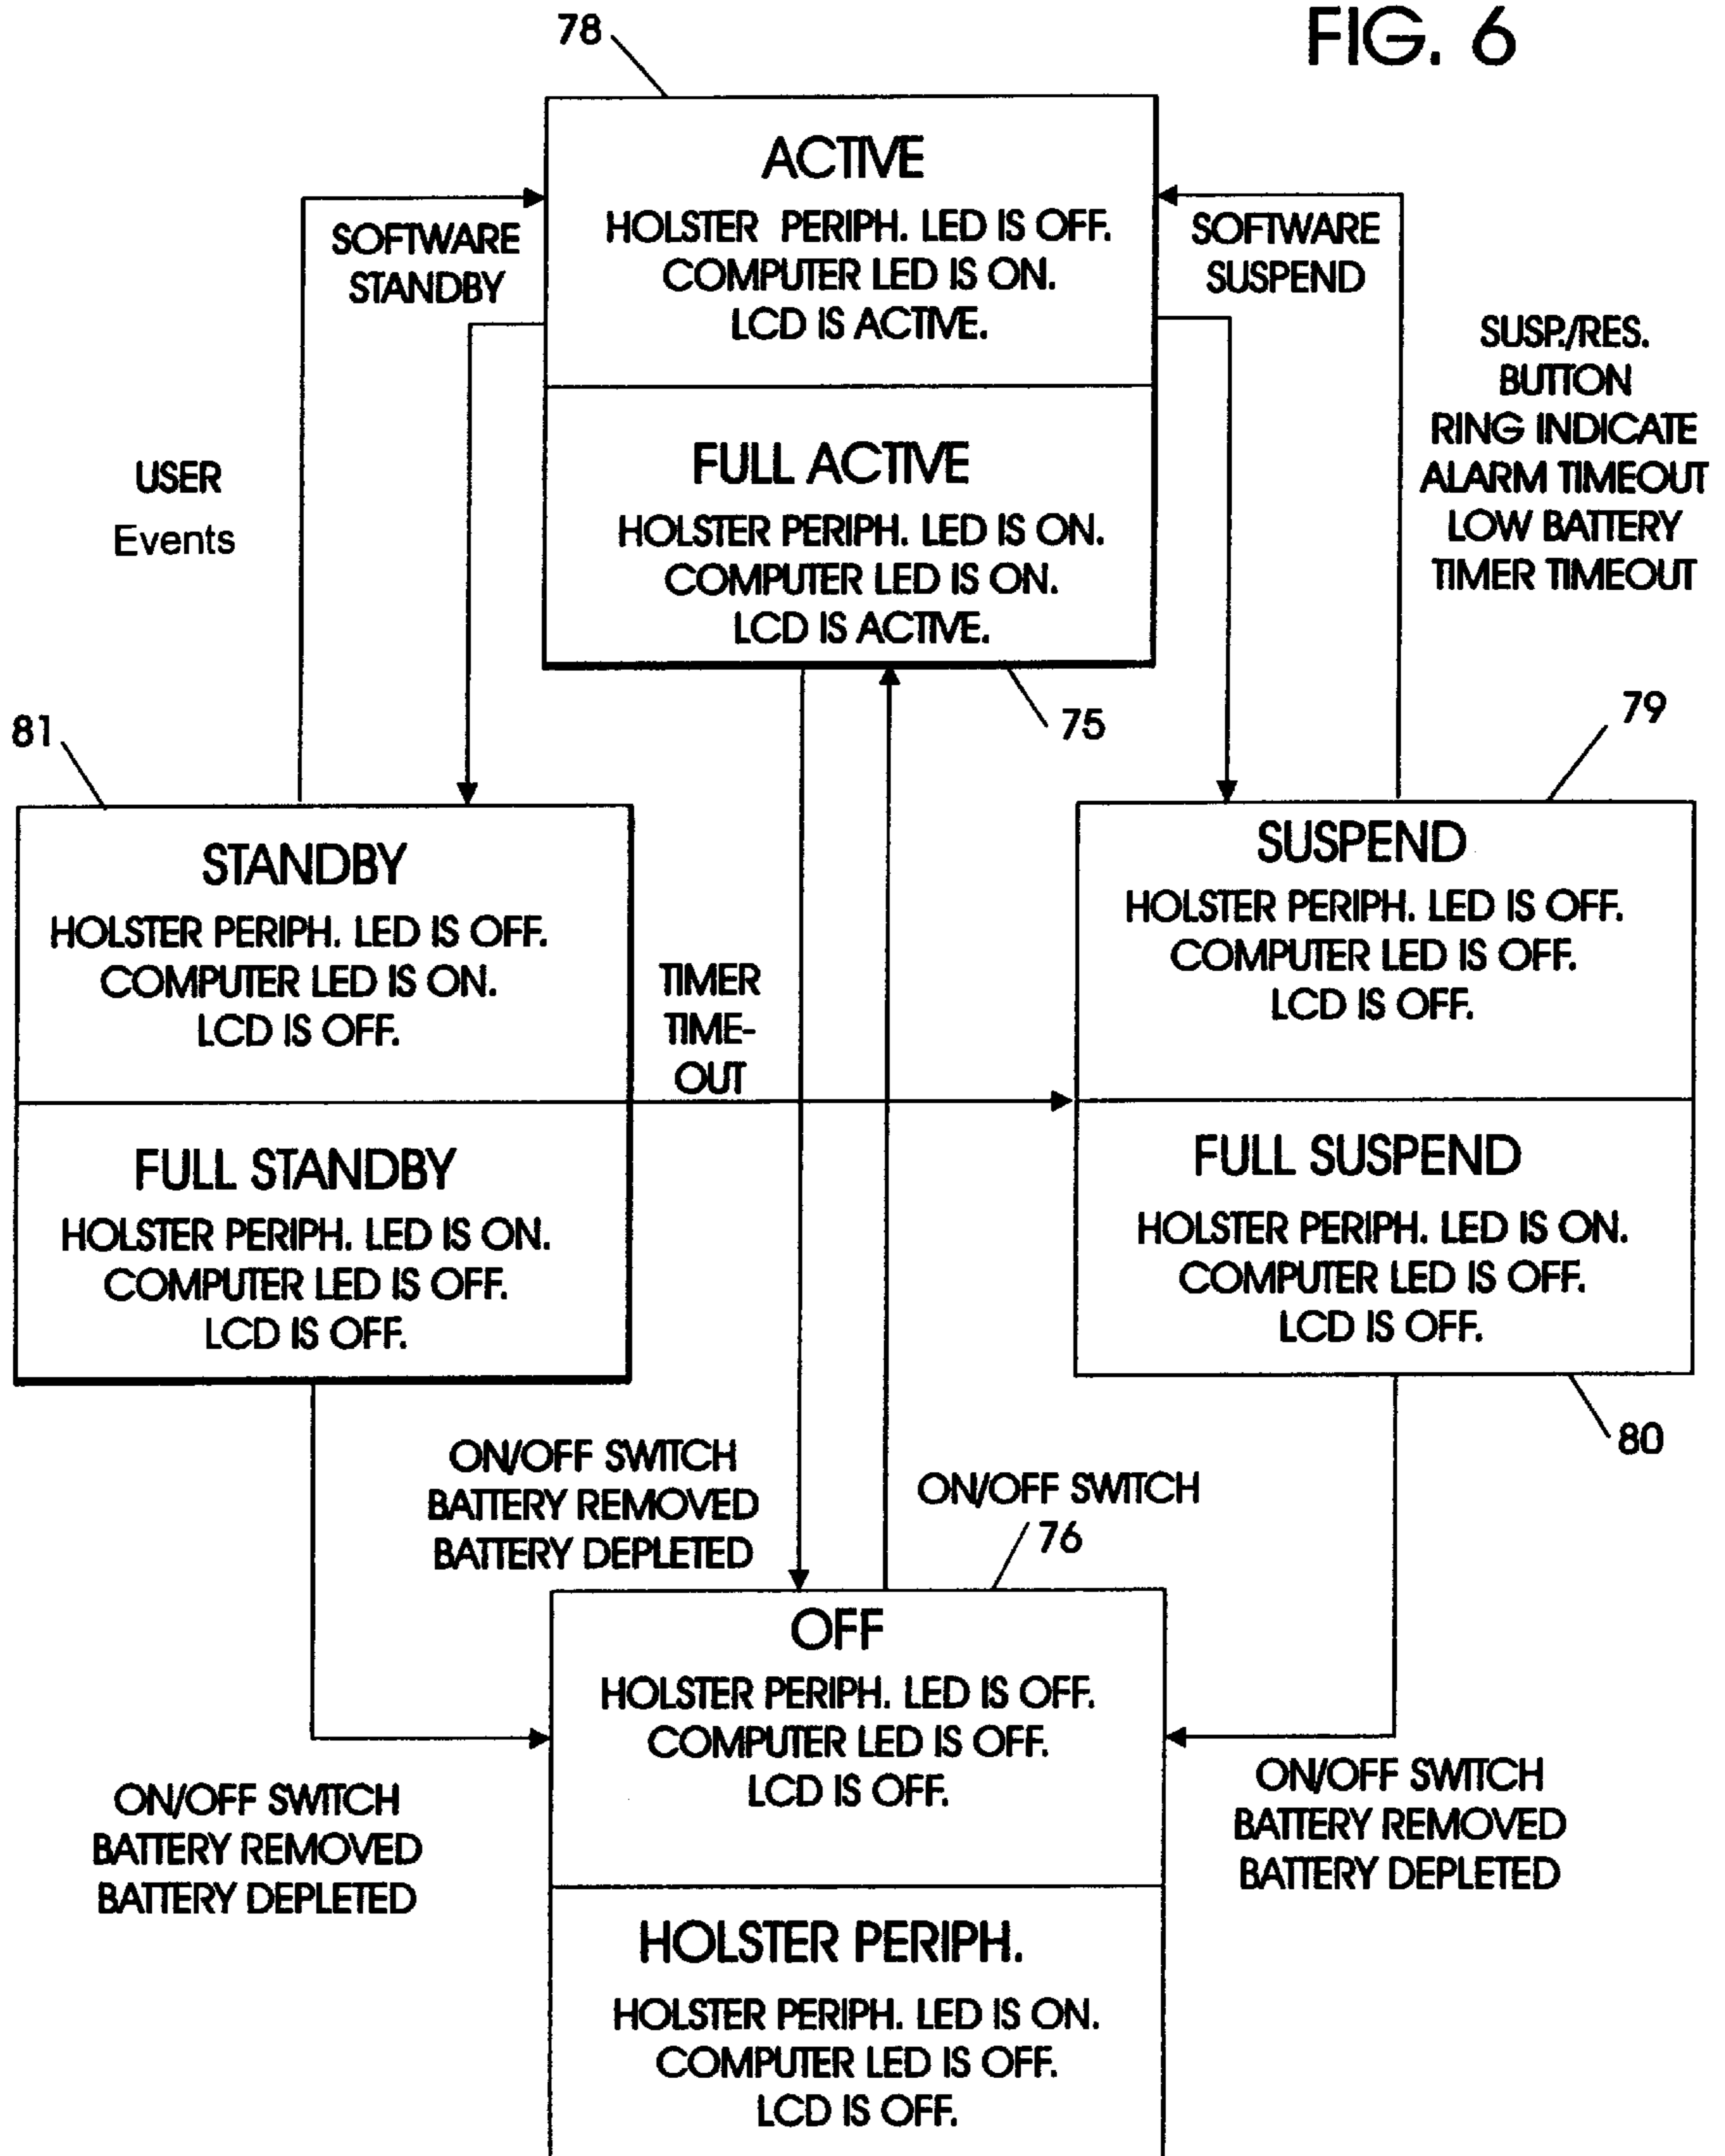 FIG. 6
78
ACTIVE
HOLSTER PERIPH. LED IS OFF.
COMPUTER LED IS ON.
LCD IS ACTIVE.
FULL ACTIVE
HOLSTER PERIPH. LED IS ON.
COMPUTER LED IS ON.
LCD IS ACTIVE.
75
SOFTWARE
STANDBY
SOFTWARE
SUSPEND
USER
Events
SUSP./RES.
BUTTON
RING INDICATE
ALARM TIMEOUT
LOW BATTERY
TIMER TIMEOUT
81
STANDBY
HOLSTER PERIPH. LED IS OFF.
COMPUTER LED IS ON.
LCD IS OFF.
FULL STANDBY
HOLSTER PERIPH. LED IS ON.
COMPUTER LED IS OFF.
LCD IS OFF.
TIMER
TIME-
OUT
79
SUSPEND
HOLSTER PERIPH. LED IS OFF.
COMPUTER LED IS OFF.
LCD IS OFF.
FULL SUSPEND
HOLSTER PERIPH. LED IS ON.
COMPUTER LED IS OFF.
LCD IS OFF.
80
ON/OFF SWITCH
BATTERY REMOVED
BATTERY DEPLETED
ON/OFF SWITCH
76
OFF
HOLSTER PERIPH. LED IS OFF.
COMPUTER LED IS OFF.
LCD IS OFF.
HOLSTER PERIPH.
HOLSTER PERIPH. LED IS ON.
COMPUTER LED IS OFF.
LCD IS OFF.
ON/OFF SWITCH
BATTERY REMOVED
BATTERY DEPLETED
ON/OFF SWITCH
BATTERY REMOVED
BATTERY DEPLETED